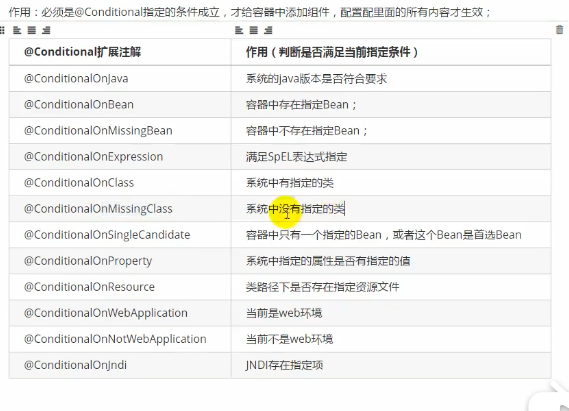 作用：必须是@Conditional指定的条件成立，才给容器中添加组件，配置配里面的所有内容才生效；
@Conditional扩展注解 作用（判断是否满足当前指定条件）
@ConditionalOnJava 系统的java版本是否符合要求
@ConditionalOnBean 容器中存在指定Bean；
@ConditionalOnMissingBean 容器中不存在指定Bean；
@ConditionalOnExpression 满足SpEL表达式指定
@ConditionalOnClass 系统中有指定的类
@ConditionalOnMissingClass 系统中没有指定的类
@ConditionalOnSingleCandidate 容器中只有一个指定的Bean，或者这个Bean是首选Bean
@ConditionalOnProperty 系统中指定的属性是否有指定的值
@ConditionalOnResource 类路径下是否存在指定资源文件
@ConditionalOnWebApplication 当前是web环境
@ConditionalOnNotWebApplication 当前不是web环境
@ConditionalOnJndi JNDI存在指定项